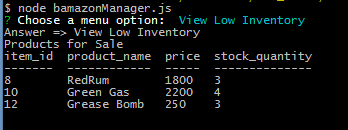 $ node bamazonManager.js
? Choose a menu option: View Low Inventory
Answer => View Low Inventory
Products for Sale
item_id  product_name  price  stock_quantity
-------  ------------  -----  --------------
8        RedRum        1800   3
10       Green Gas     2200   4
12       Grease Bomb   250    3